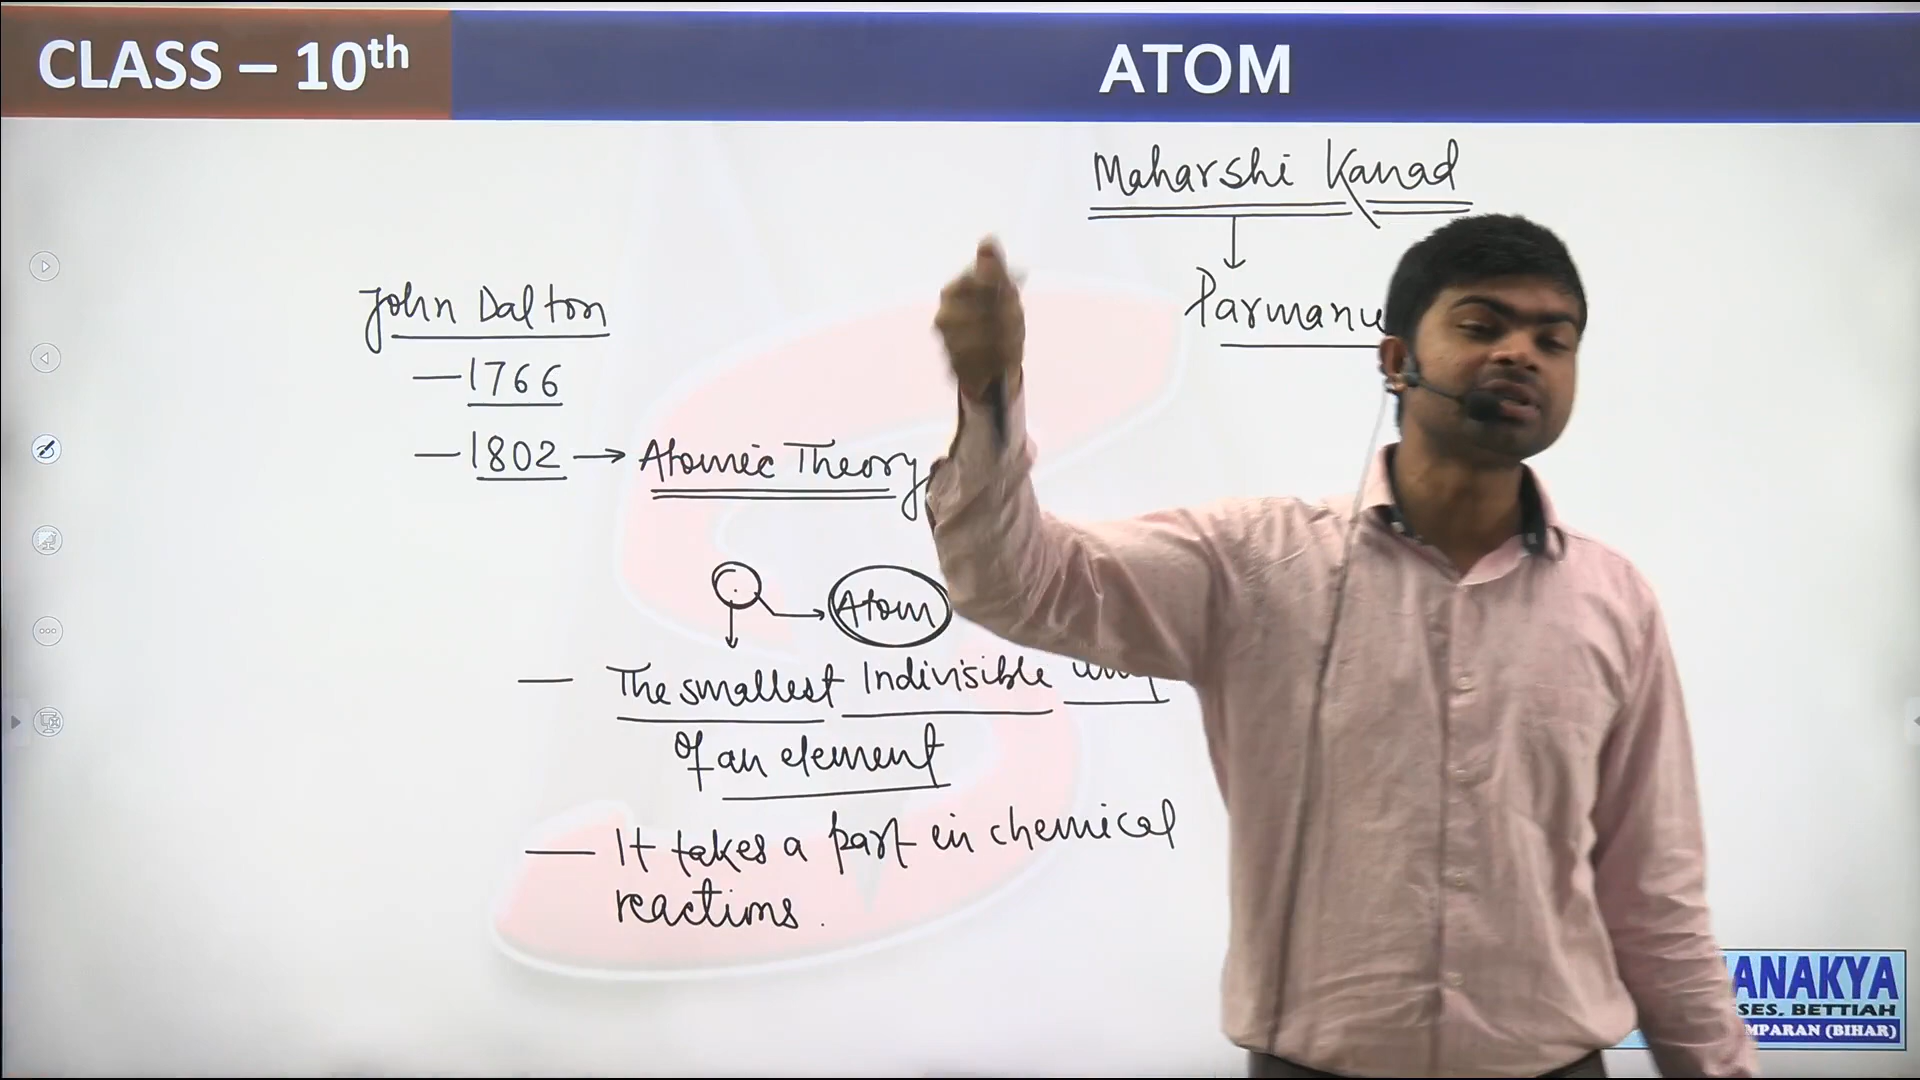 CLASS – 10th
ATOM
Maharshi Kanad
Parmanu
John Dalton
— 1766
— 1802 → Atomic Theory
Atom
— The smallest Indivisible
of an element
— It takes a part in chemical
reactions.
ANAKYA
SES, BETTIAH
MPARAN (BIHAR)